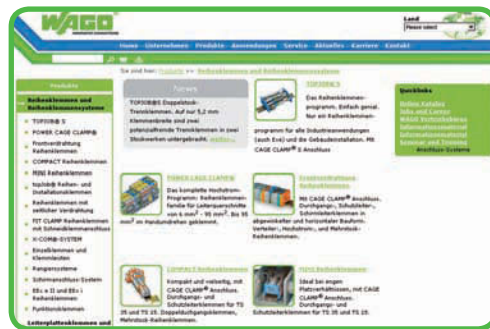 WAGO
INNOVATIVE CONNECTIONS
Land
Please select
Home Unternehmen Produkte Anwendungen Service Aktuelles Karriere Kontakt
Sie sind hier: Produkte >> Reihenklemmen und Reihenklemmensysteme
Produkte
Reihenklemmen und
Reihenklemmensysteme
TOPJOB® S
POWER CAGE CLAMP®
Frontverdrahtung
Reihenklemmen
COMPACT Reihenklemmen
MINI Reihenklemmen
topjob® Reihen- und
Installationsklemmen
Reihenklemmen mit
seitlicher Verdrahtung
FIT CLAMP Reihenklemmen
mit Schneidklemmanschluss
X-COM®-SYSTEM
Einzelklemmen und
Klemmleisten
Rangiersysteme
Schirmanschluss-System
EEx e II und EEx i
Reihenklemmen
Funktionsklemmen
Leiterplattenklemmen und
News
TOPJOB®S Doppelstock-
Trennklemmen. Auf nur 5,2 mm
Klemmenbreite sind zwei
potenzialfreie Trennklemmen in zwei
Stockwerken untergebracht.
TOPJOB® S
Das Reihenklemmen-
programm. Einfach genial.
Nur ein Reihenklemmen-
programm für alle Industrieanwendungen
(auch Exe) und die Gebäudeinstallation. Mit
CAGE CLAMP® S Anschluss
Quicklinks
Online Katalog
Jobs and Career
WAGO Vertriebsbüros
Informationsmaterial
Informationsmaterial
Seminar und Training
Anschluss-Systeme
POWER CAGE CLAMP®
Das komplette Hochstrom-
Programm: Reihenklemmen-
familie für Leiterquerschnitte
von 6 mm² - 95 mm². Bis 95
mm² im Handumdrehen geklemmt.
Frontverdrahtung
Reihenklemmen
Mit CAGE CLAMP® Anschluss.
Durchgangs-, Schutzleiter-,
Schirmleiterklemmen in
abgewinkelter und horizontaler Bauform.
Verteiler-, Hochstrom-, und Mehrstock-
Reihenklemmen.
COMPACT Reihenklemmen
Kompakt und vielseitig, mit
CAGE CLAMP® Anschluss.
Durchgangs- und
Schutzleiterklemmen für TS
35 und TS 15. Doppeldurchgangsklemmen,
Mehrstock-Reihenklemmen.
MINI Reihenklemmen
Ideal bei engen
Platzverhältnissen, mit CAGE
CLAMP® Anschluss.
Durchgangs- und
Schutzleiterklemmen für TS 35 und TS 15.